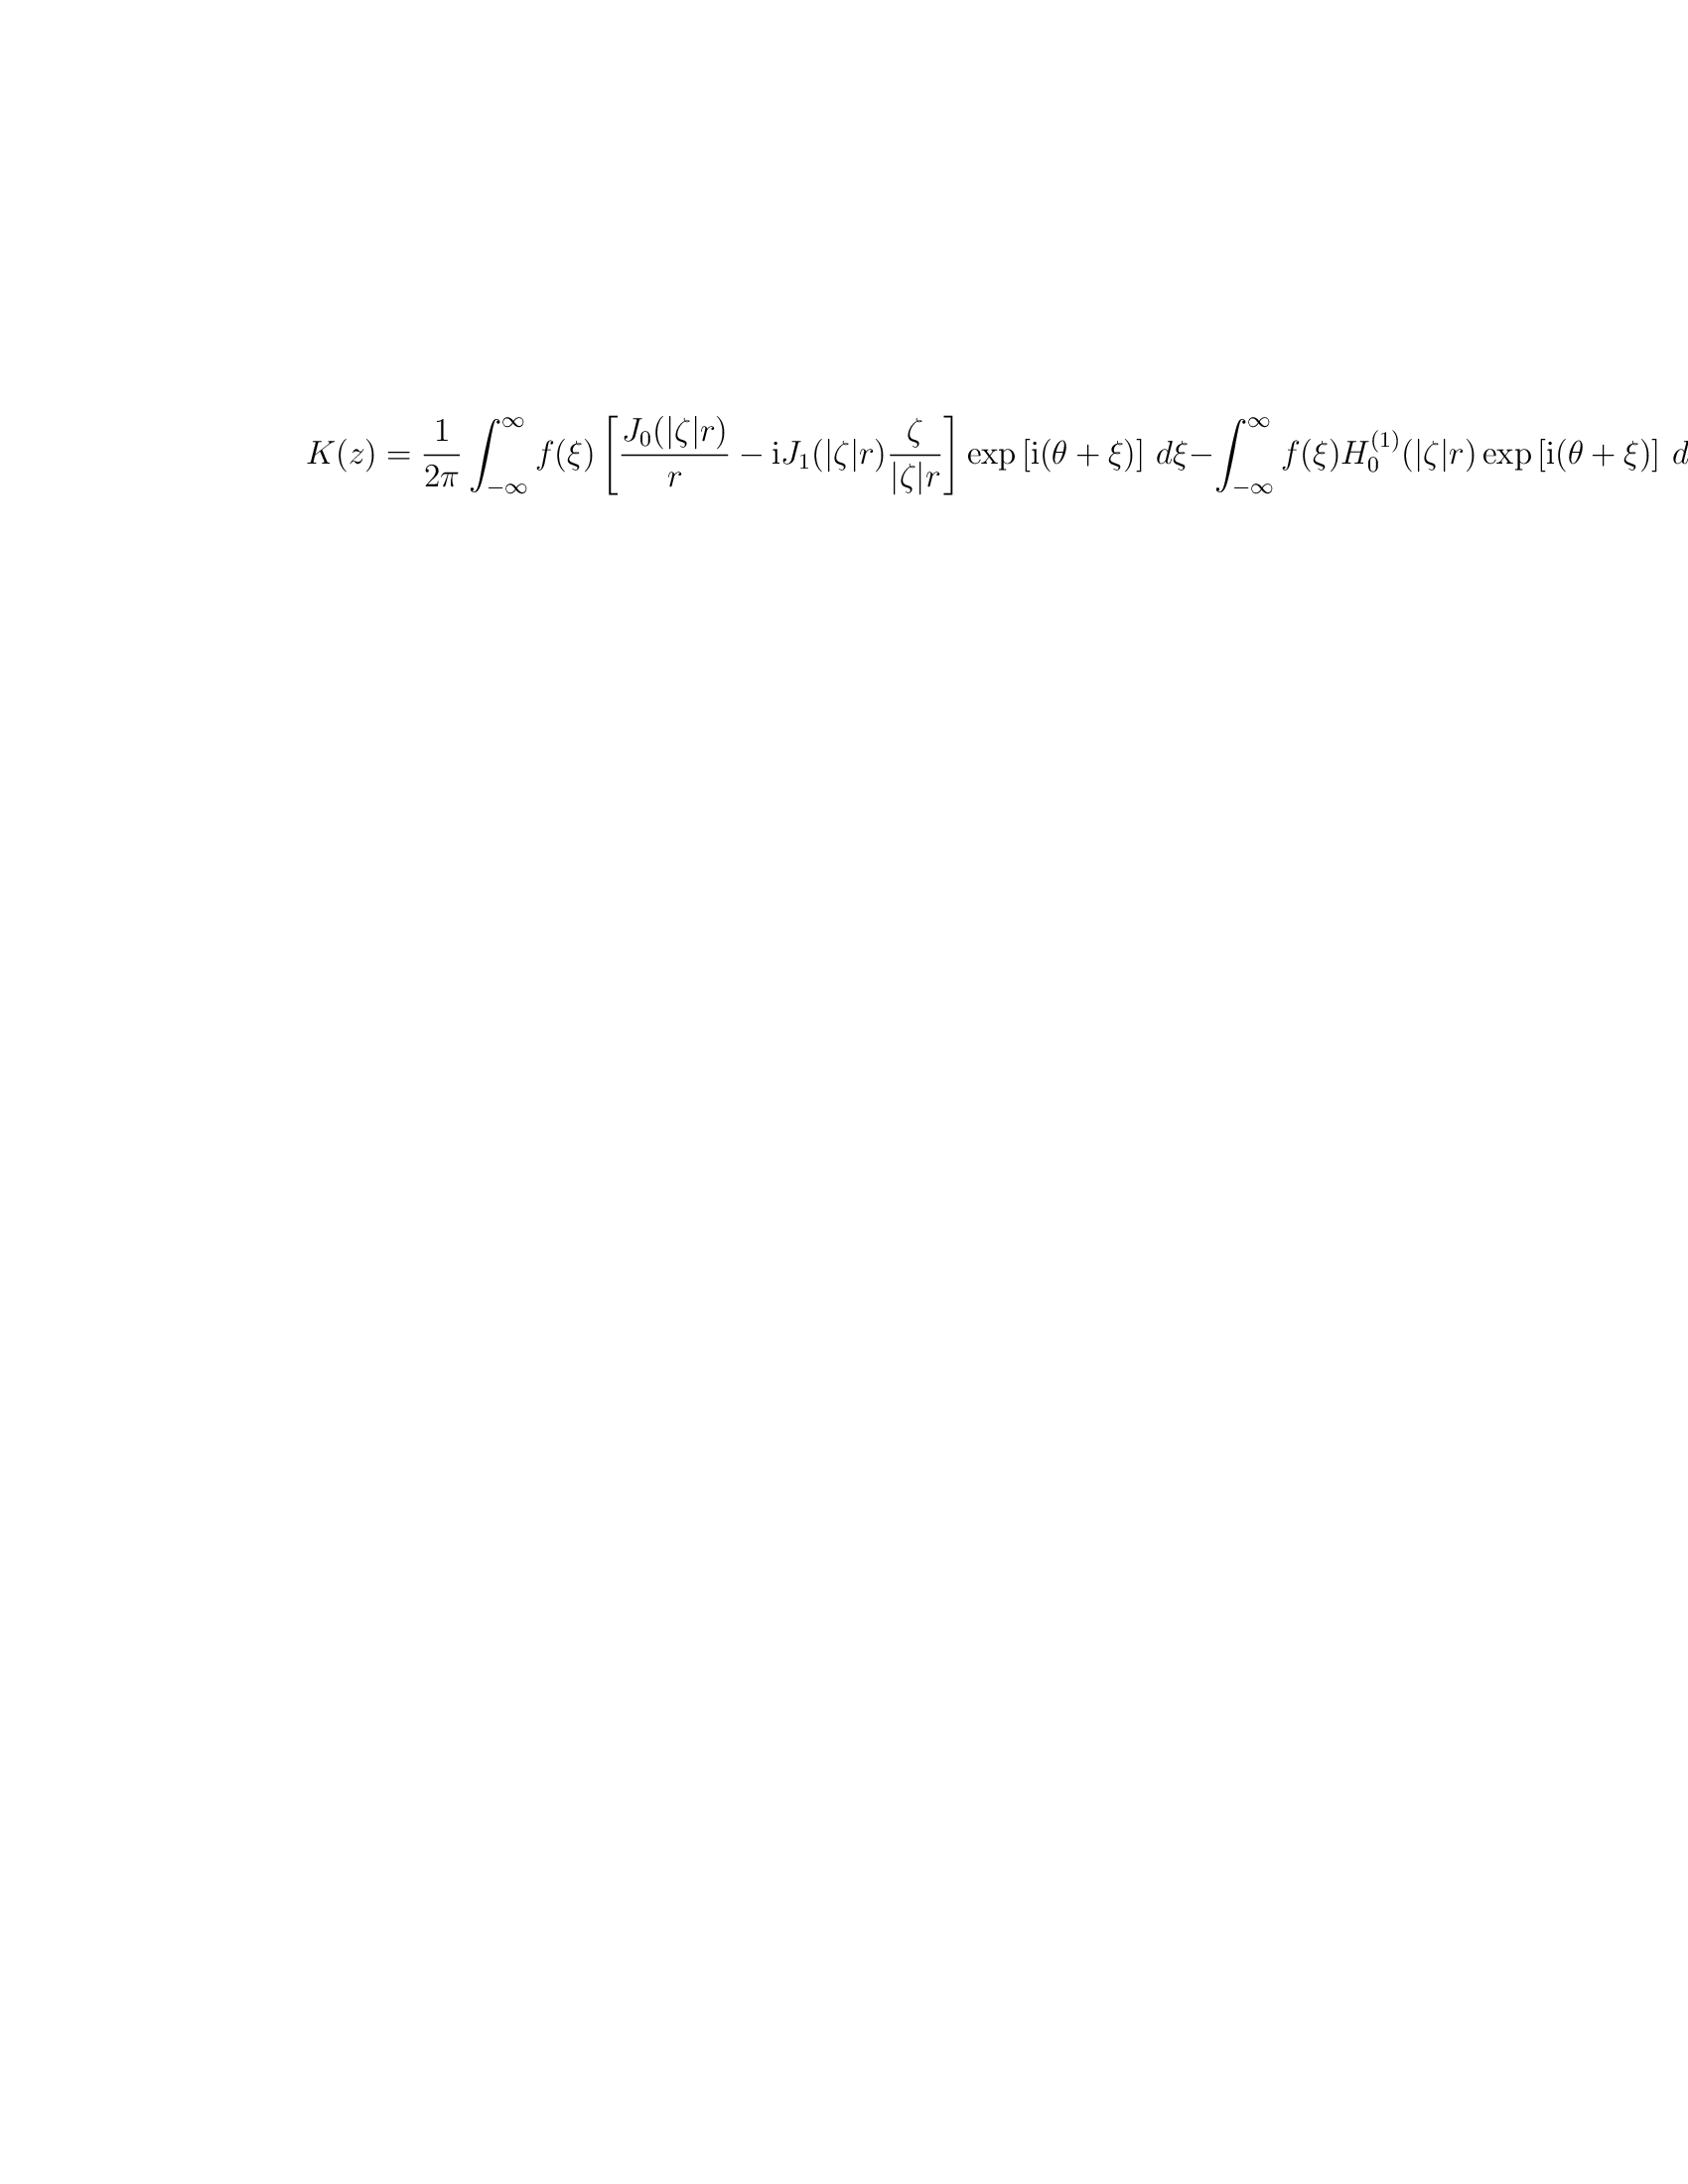 K(z) = \frac{1}{2\pi} \int_{-\infty}^{\infty} f(\xi) \left[ \frac{J_0(|\zeta|r)}{r} - \mathrm{i} J_1(|\zeta|r) \frac{\zeta}{|\zeta|r} \right] \exp\left[\mathrm{i}(\theta + \xi)\right] \, d\xi - \int_{-\infty}^{\infty} f(\xi) H_0^{(1)}(|\zeta|r) \exp\left[\mathrm{i}(\theta + \xi)\right] \, d